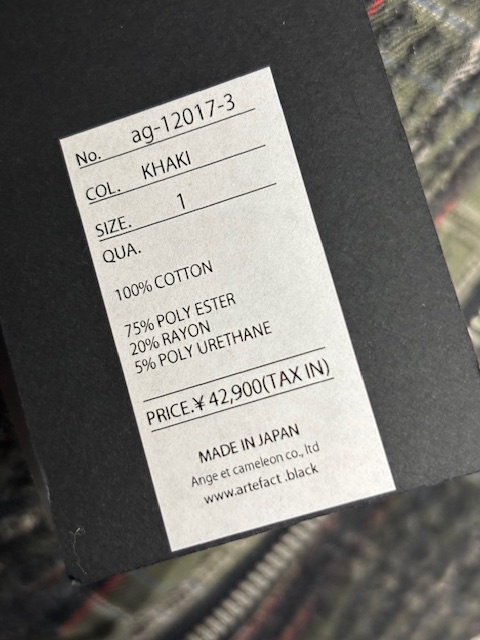 No. ag-12017-3
COL. KHAKI
SIZE. 1
QUA.
100% COTTON
75% POLY ESTER
20% RAYON
5% POLY URETHANE
PRICE.¥ 42,900(TAX IN)
MADE IN JAPAN
Ange et cameleon co., ltd
www.artefact .black